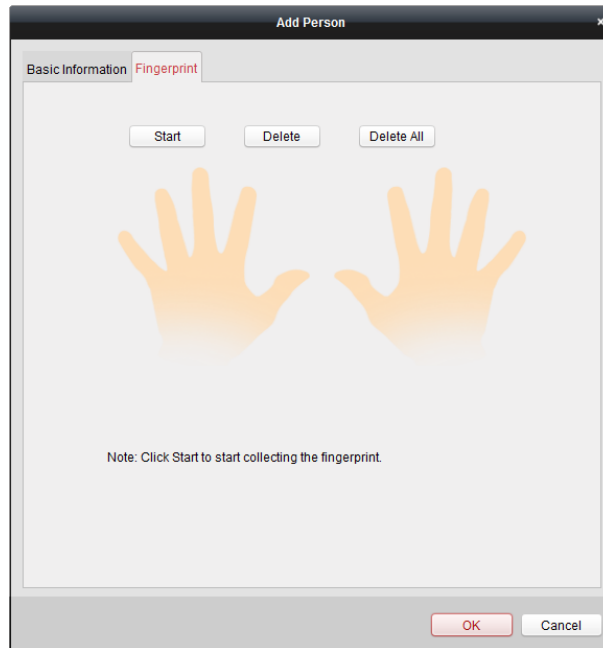 Add Person ×
Basic Information Fingerprint
Start Delete Delete All
Note: Click Start to start collecting the fingerprint.
OK Cancel